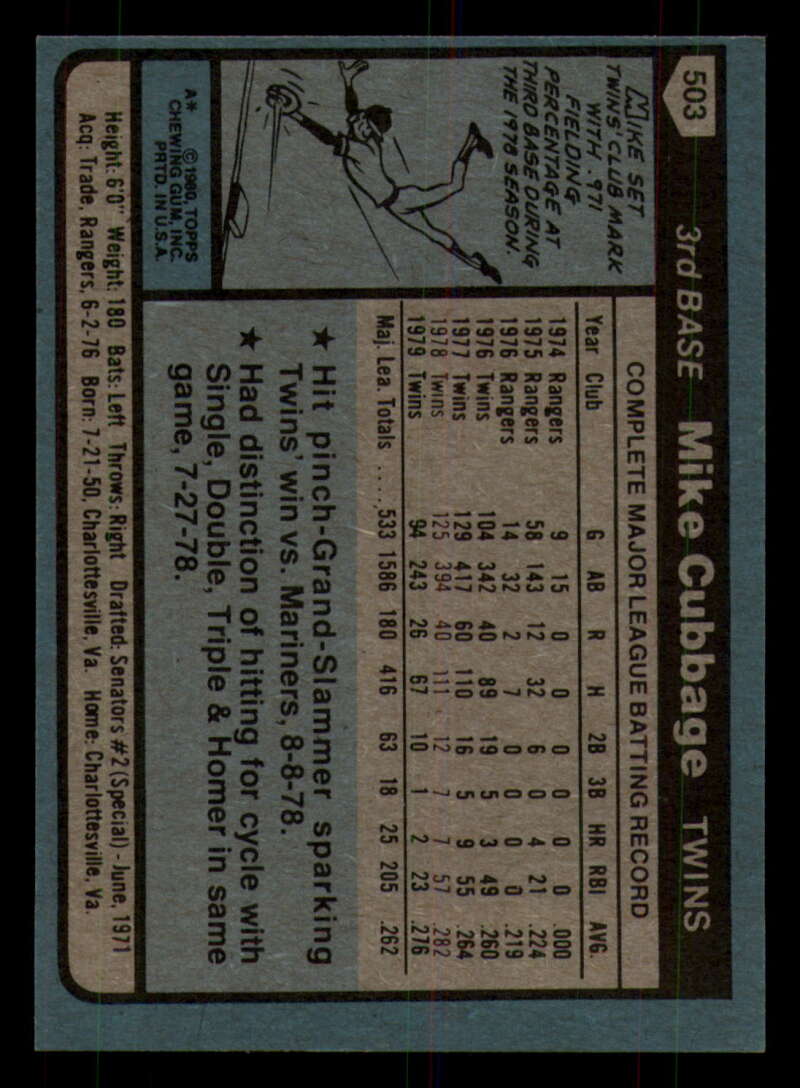 503
3rd BASE Mike Cubbage TWINS
MIKE SET
TWINS' CLUB MARK
WITH .971
FIELDING
PERCENTAGE AT
THIRD BASE DURING
THE 1978 SEASON.
A* © 1980, TOPPS
CHEWING GUM, INC.
PRTD. IN U.S.A.
COMPLETE MAJOR LEAGUE BATTING RECORD
Year Club G AB R H 2B 3B HR RBI AVG.
1974 Rangers 9 15 0 0 0 0 0 0 .000
1975 Rangers 58 143 12 32 6 0 4 21 .224
1976 Rangers 14 32 2 7 0 0 0 0 .219
1976 Twins 104 342 40 89 19 5 3 49 .260
1977 Twins 129 417 60 110 16 5 9 55 .264
1978 Twins 125 394 40 111 12 7 7 57 .282
1979 Twins 94 243 26 67 10 1 2 23 .276
Maj. Lea. Totals ..... 533 1586 180 416 63 18 25 205 .262
★ Hit pinch-Grand-Slammer sparking
Twins' win vs. Mariners, 8-8-78.
★ Had distinction of hitting for cycle with
Single, Double, Triple & Homer in same
game, 7-27-78.
Height: 6'0" Weight: 180 Bats: Left Throws: Right Drafted: Senators #2 (Special) - June, 1971
Acq: Trade, Rangers, 6-2-76 Born: 7-21-50, Charlottesville, Va. Home: Charlottesville, Va.